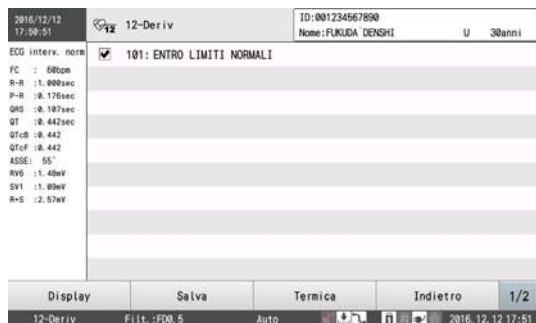 2016/12/12
17:50:51
12-Deriv
ID:001234567890
Nome:FUKUDA DENSHI U 30anni
ECG interv. norm
FC : 60bpm
R-R :1.000sec
P-R :0.176sec
QRS :0.107sec
QT :0.442sec
QTcB :0.442
QTcF :0.442
ASSE: 55°
RV6 :1.48mV
SV1 :1.09mV
R+S :2.57mV
101: ENTRO LIMITI NORMALI
Display Salva Termica Indietro 1/2
12-Deriv Filt.:FD0.5 Auto 2016.12.12 17:51